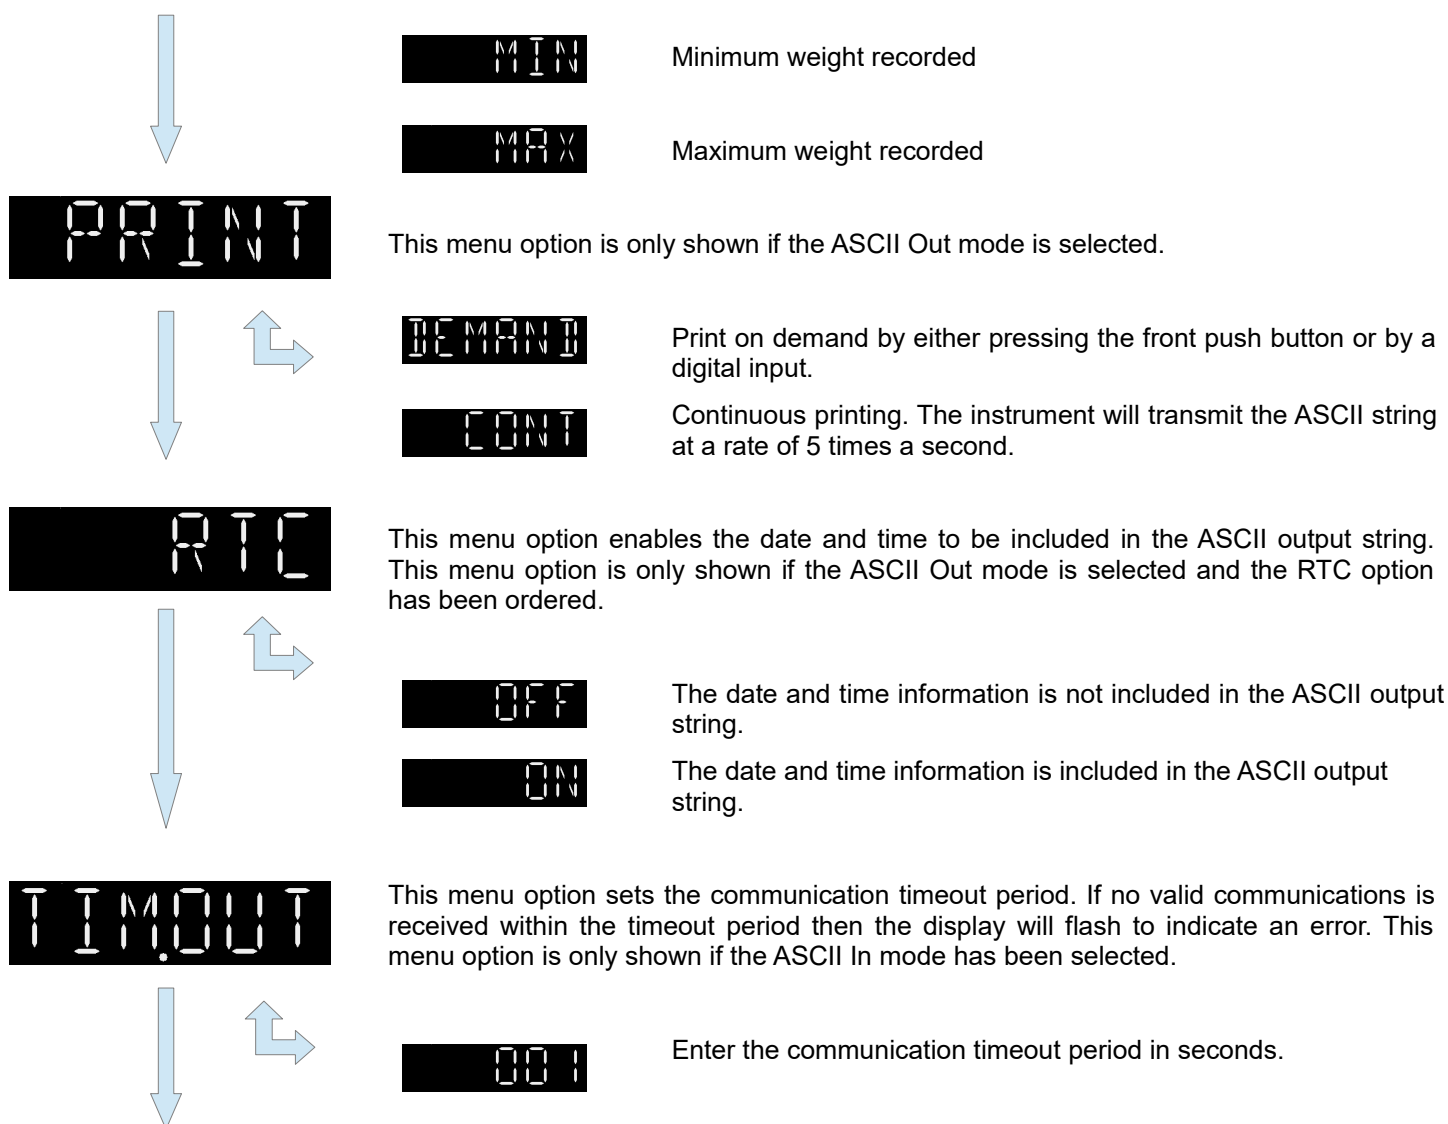 MIN
Minimum weight recorded
MAX
Maximum weight recorded
PRINT
This menu option is only shown if the ASCII Out mode is selected.
DEMAND
Print on demand by either pressing the front push button or by a
digital input.
CONT
Continuous printing. The instrument will transmit the ASCII string
at a rate of 5 times a second.
RTC
This menu option enables the date and time to be included in the ASCII output string.
This menu option is only shown if the ASCII Out mode is selected and the RTC option
has been ordered.
OFF
The date and time information is not included in the ASCII output
string.
ON
The date and time information is included in the ASCII output
string.
TIM.OUT
This menu option sets the communication timeout period. If no valid communications is
received within the timeout period then the display will flash to indicate an error. This
menu option is only shown if the ASCII In mode has been selected.
001
Enter the communication timeout period in seconds.